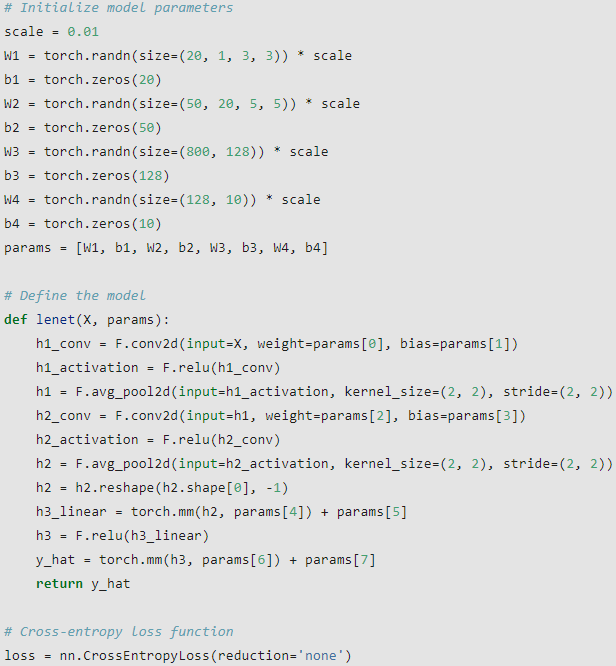 # Initialize model parameters
scale = 0.01
W1 = torch.randn(size=(20, 1, 3, 3)) * scale
b1 = torch.zeros(20)
W2 = torch.randn(size=(50, 20, 5, 5)) * scale
b2 = torch.zeros(50)
W3 = torch.randn(size=(800, 128)) * scale
b3 = torch.zeros(128)
W4 = torch.randn(size=(128, 10)) * scale
b4 = torch.zeros(10)
params = [W1, b1, W2, b2, W3, b3, W4, b4]

# Define the model
def lenet(X, params):
    h1_conv = F.conv2d(input=X, weight=params[0], bias=params[1])
    h1_activation = F.relu(h1_conv)
    h1 = F.avg_pool2d(input=h1_activation, kernel_size=(2, 2), stride=(2, 2))
    h2_conv = F.conv2d(input=h1, weight=params[2], bias=params[3])
    h2_activation = F.relu(h2_conv)
    h2 = F.avg_pool2d(input=h2_activation, kernel_size=(2, 2), stride=(2, 2))
    h2 = h2.reshape(h2.shape[0], -1)
    h3_linear = torch.mm(h2, params[4]) + params[5]
    h3 = F.relu(h3_linear)
    y_hat = torch.mm(h3, params[6]) + params[7]
    return y_hat

# Cross-entropy loss function
loss = nn.CrossEntropyLoss(reduction='none')